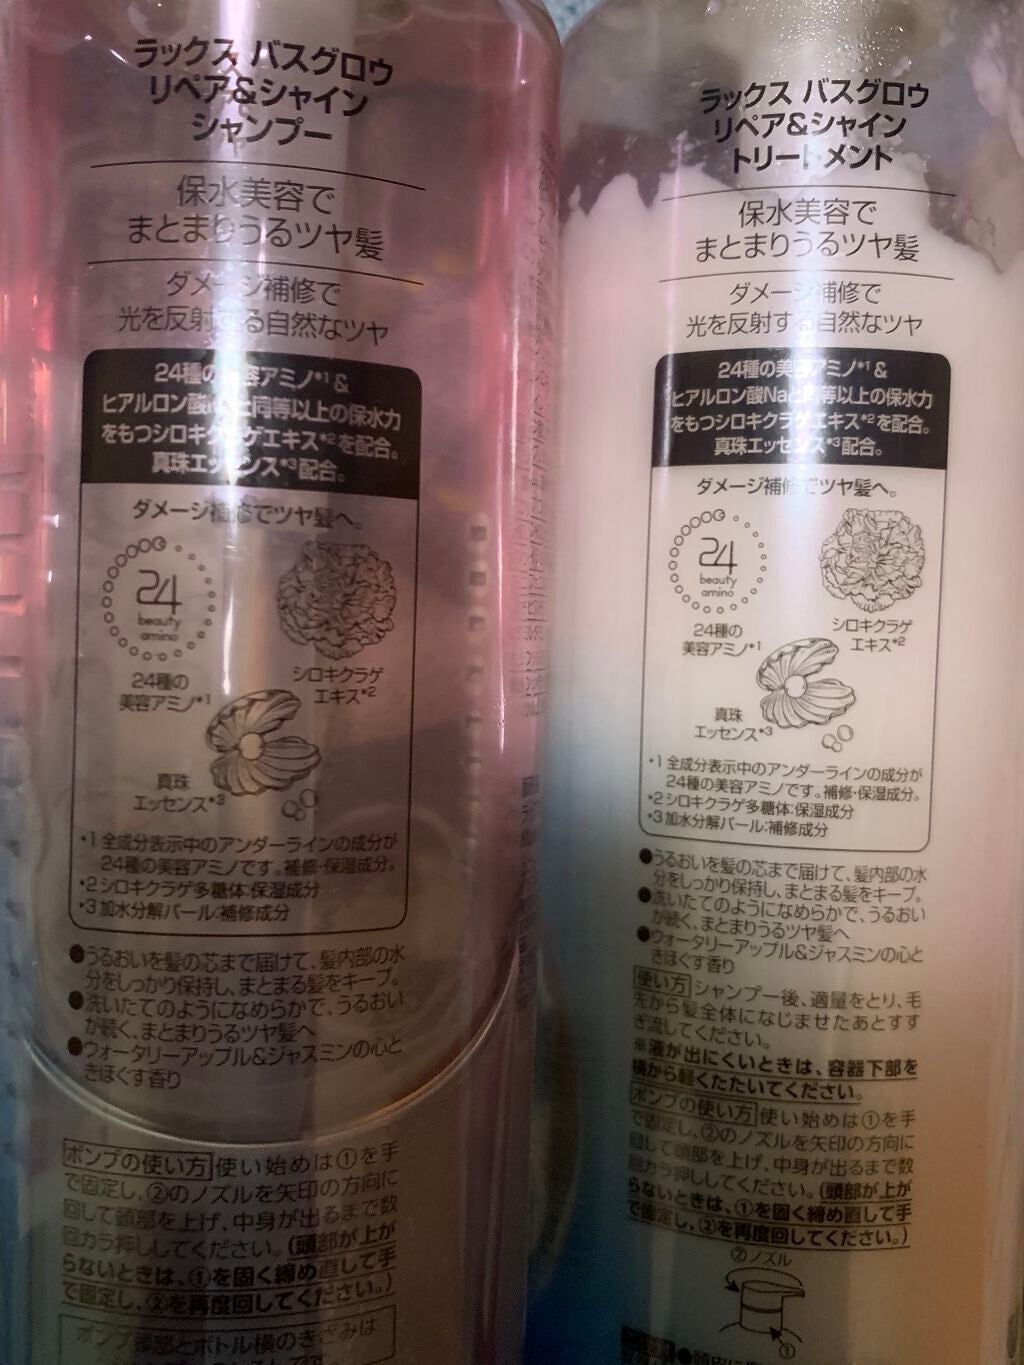 ラックス バスグロウ
リペア&シャイン
シャンプー
保水美容で
まとまりうるツヤ髪
ダメージ補修で
光を反射する自然なツヤ
24種の美容アミノ*1&
ヒアルロン酸Naと同等以上の保水力
をもつシロキクラゲエキス*2を配合。
真珠エッセンス*3配合。
ダメージ補修でツヤ髪へ。
24
beauty
amino
24種の
美容アミノ*1
シロキクラゲ
エキス*2
真珠
エッセンス*3
*1 全成分表示中のアンダーラインの成分が
24種の美容アミノです。補修・保湿成分。
*2 シロキクラゲ多糖体:保湿成分
*3 加水分解パール:補修成分
●うるおいを髪の芯まで届けて、髪内部の水
分をしっかり保持し、まとまる髪をキープ。
●洗いたてのようになめらかで、うるおい
が続く、まとまりうるツヤ髪へ
●ウォータリーアップル&ジャスミンの心と
きほぐす香り
ポンプの使い方 使い始めは①を手
で固定し、②のノズルを矢印の方向に
回して頭部を上げ、中身が出るまで数
回カラ押ししてください。(頭部が上が
らないときは、①を固く締め直して手
で固定し、②を再度回してください。)
ポンプ頭部とボトル横のきざみは
ラックス バスグロウ
リペア&シャイン
トリートメント
保水美容で
まとまりうるツヤ髪
ダメージ補修で
光を反射する自然なツヤ
24種の美容アミノ*1&
ヒアルロン酸Naと同等以上の保水力
をもつシロキクラゲエキス*2を配合。
真珠エッセンス*3配合。
ダメージ補修でツヤ髪へ。
24
beauty
amino
24種の
美容アミノ*1
シロキクラゲ
エキス*2
真珠
エッセンス*3
*1 全成分表示中のアンダーラインの成分が
24種の美容アミノです。補修・保湿成分。
*2 シロキクラゲ多糖体:保湿成分
*3 加水分解パール:補修成分
●うるおいを髪の芯まで届けて、髪内部の水
分をしっかり保持し、まとまる髪をキープ。
●洗いたてのようになめらかで、うるおい
が続く、まとまりうるツヤ髪へ
●ウォータリーアップル&ジャスミンの心と
きほぐす香り
使い方 シャンプー後、適量をとり、毛
先から髪全体になじませたあとすす
ぎ流してください。
※液が出にくいときは、容器下部を
横から軽くたたいてください。
ポンプの使い方 使い始めは①を手
で固定し、②のノズルを矢印の方向に
回して頭部を上げ、中身が出るまで数
回カラ押ししてください。(頭部が上が
らないときは、①を固く締め直して手
で固定し、②を再度回してください。)
②ノズル
①